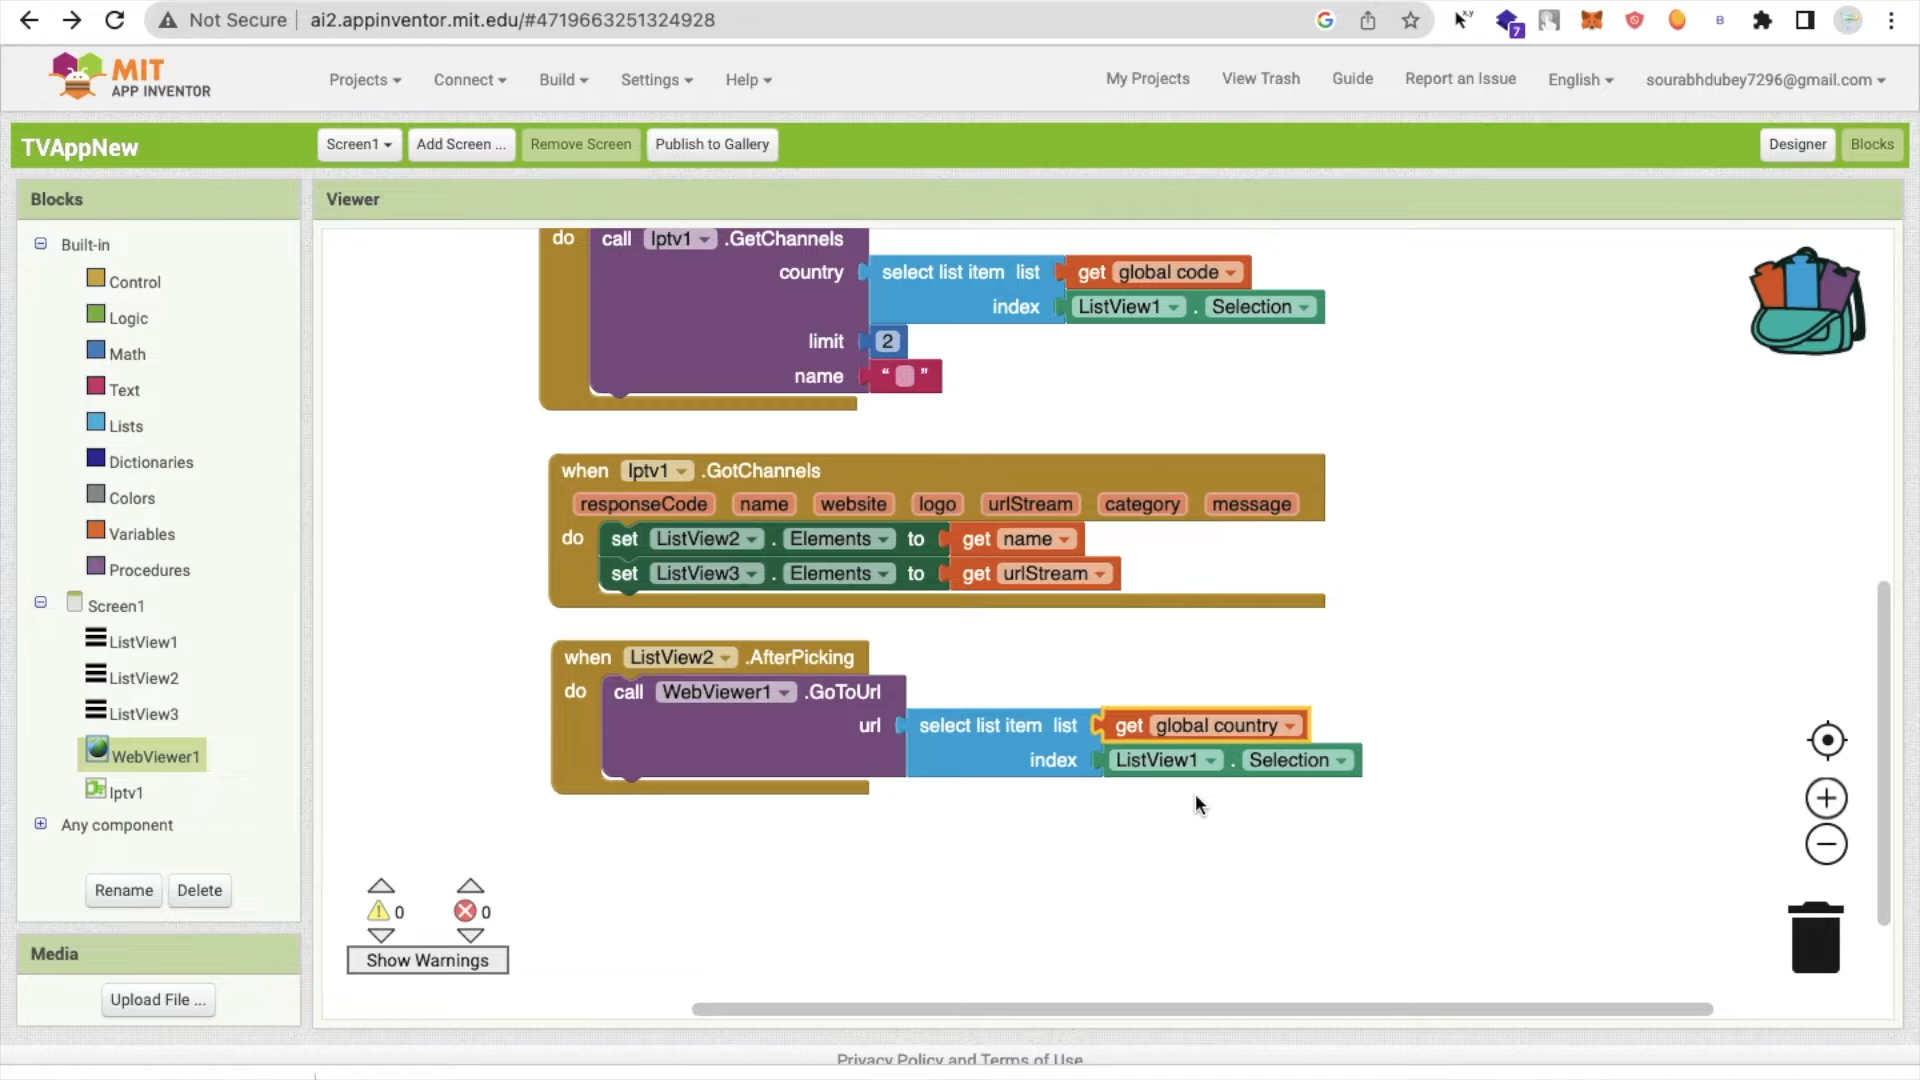 Not Secure ai2.appinventor.mit.edu/#4719663251324928
7
B
MIT
APP INVENTOR
Projects Connect Build Settings Help My Projects View Trash Guide Report an Issue English sourabhdubey7296@gmail.com
TVAppNew Screen1 Add Screen ... Remove Screen Publish to Gallery Designer Blocks
Blocks
Viewer
Built-in
Control
Logic
Math
Text
Lists
Dictionaries
Colors
Variables
Procedures
Screen1
ListView1
ListView2
ListView3
WebViewer1
Iptv1
Any component
Rename Delete
Media
Upload File ...
do call Iptv1 .GetChannels
country select list item list get global code
index ListView1 . Selection
limit 2
name “ ”
when Iptv1 .GotChannels
responseCode name website logo urlStream category message
do set ListView2 . Elements to get name
set ListView3 . Elements to get urlStream
when ListView2 .AfterPicking
do call WebViewer1 .GoToUrl
url select list item list get global country
index ListView1 . Selection
0 0
Show Warnings
Privacy Policy and Terms of Use